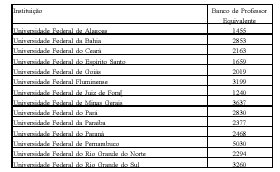 Instituição Banco de Professor
Equivalente
Universidade Federal de Alagoas 1455
Universidade Federal da Bahia 2853
Universidade Federal do Ceará 2163
Universidade Federal do Espírito Santo 1659
Universidade Federal de Goiás 2019
Universidade Federal Fluminense 3199
Universidade Federal de Juiz de Fora 1240
Universidade Federal de Minas Gerais 3637
Universidade Federal do Pará 2830
Universidade Federal da Paraíba 2377
Universidade Federal do Paraná 2468
Universidade Federal de Pernambuco 5030
Universidade Federal do Rio Grande do Norte 2294
Universidade Federal do Rio Grande do Sul 3260